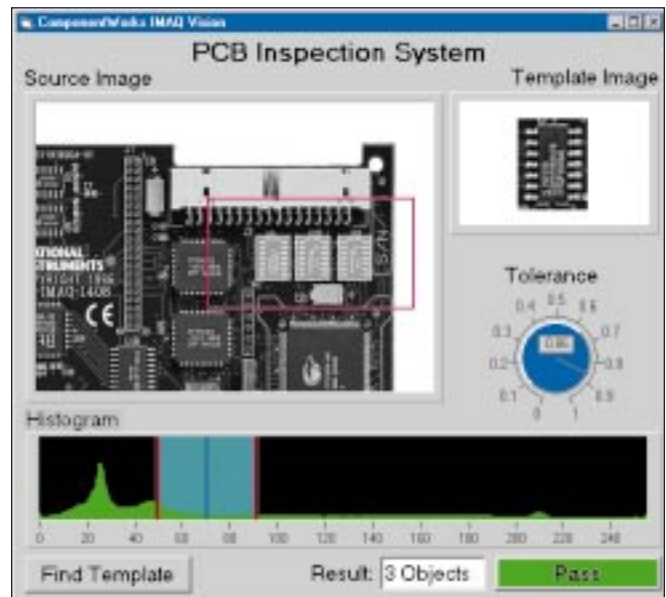 ComponentWorks IMAQ Vision
PCB Inspection System
Source Image
Template Image
NATIONAL
INSTRUMENTS
IMAQ-1408
CE
S/N
Tolerance
0 0.1 0.2 0.3 0.4 0.5 0.6 0.7 0.8 0.9 1
Histogram
0 20 40 60 80 100 120 140 160 180 200 220 240
Find Template
Result: 3 Objects
Pass